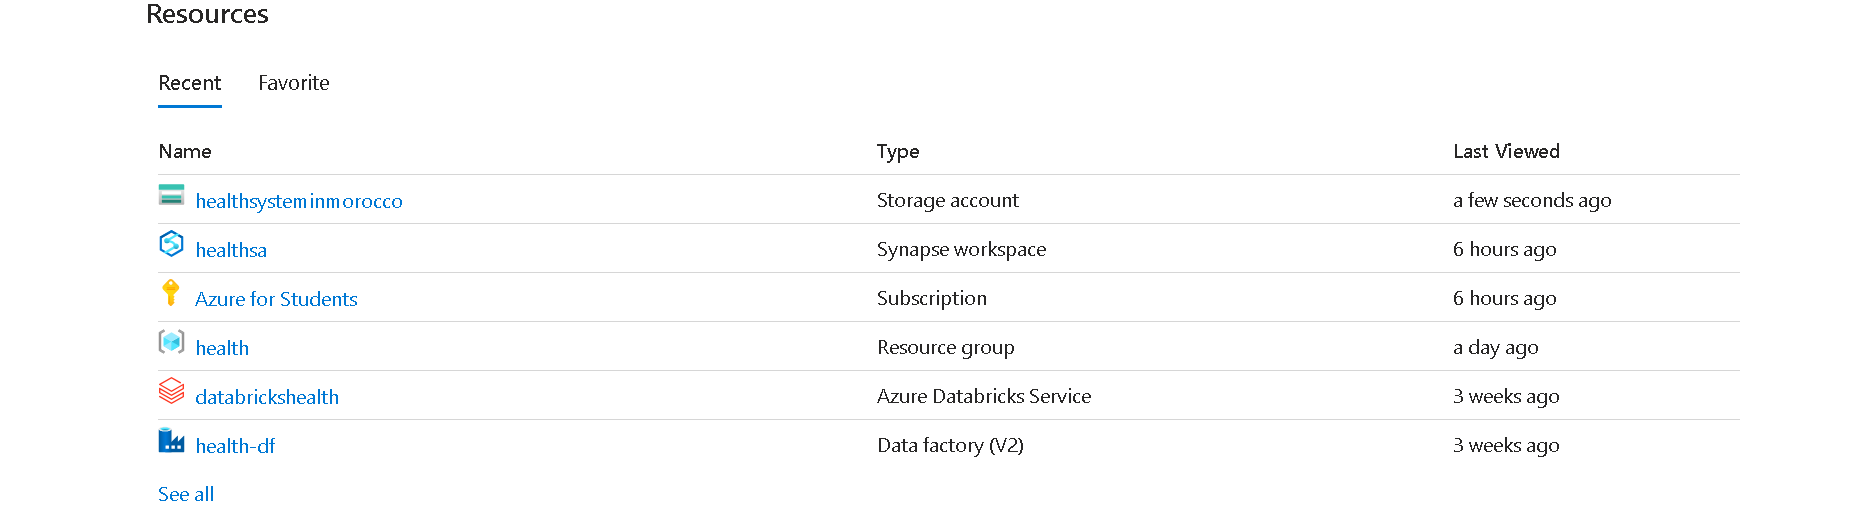 Resources
Recent Favorite
Name Type Last Viewed
healthsysteminmorocco Storage account a few seconds ago
healthsa Synapse workspace 6 hours ago
Azure for Students Subscription 6 hours ago
health Resource group a day ago
databrickshealth Azure Databricks Service 3 weeks ago
health-df Data factory (V2) 3 weeks ago
See all